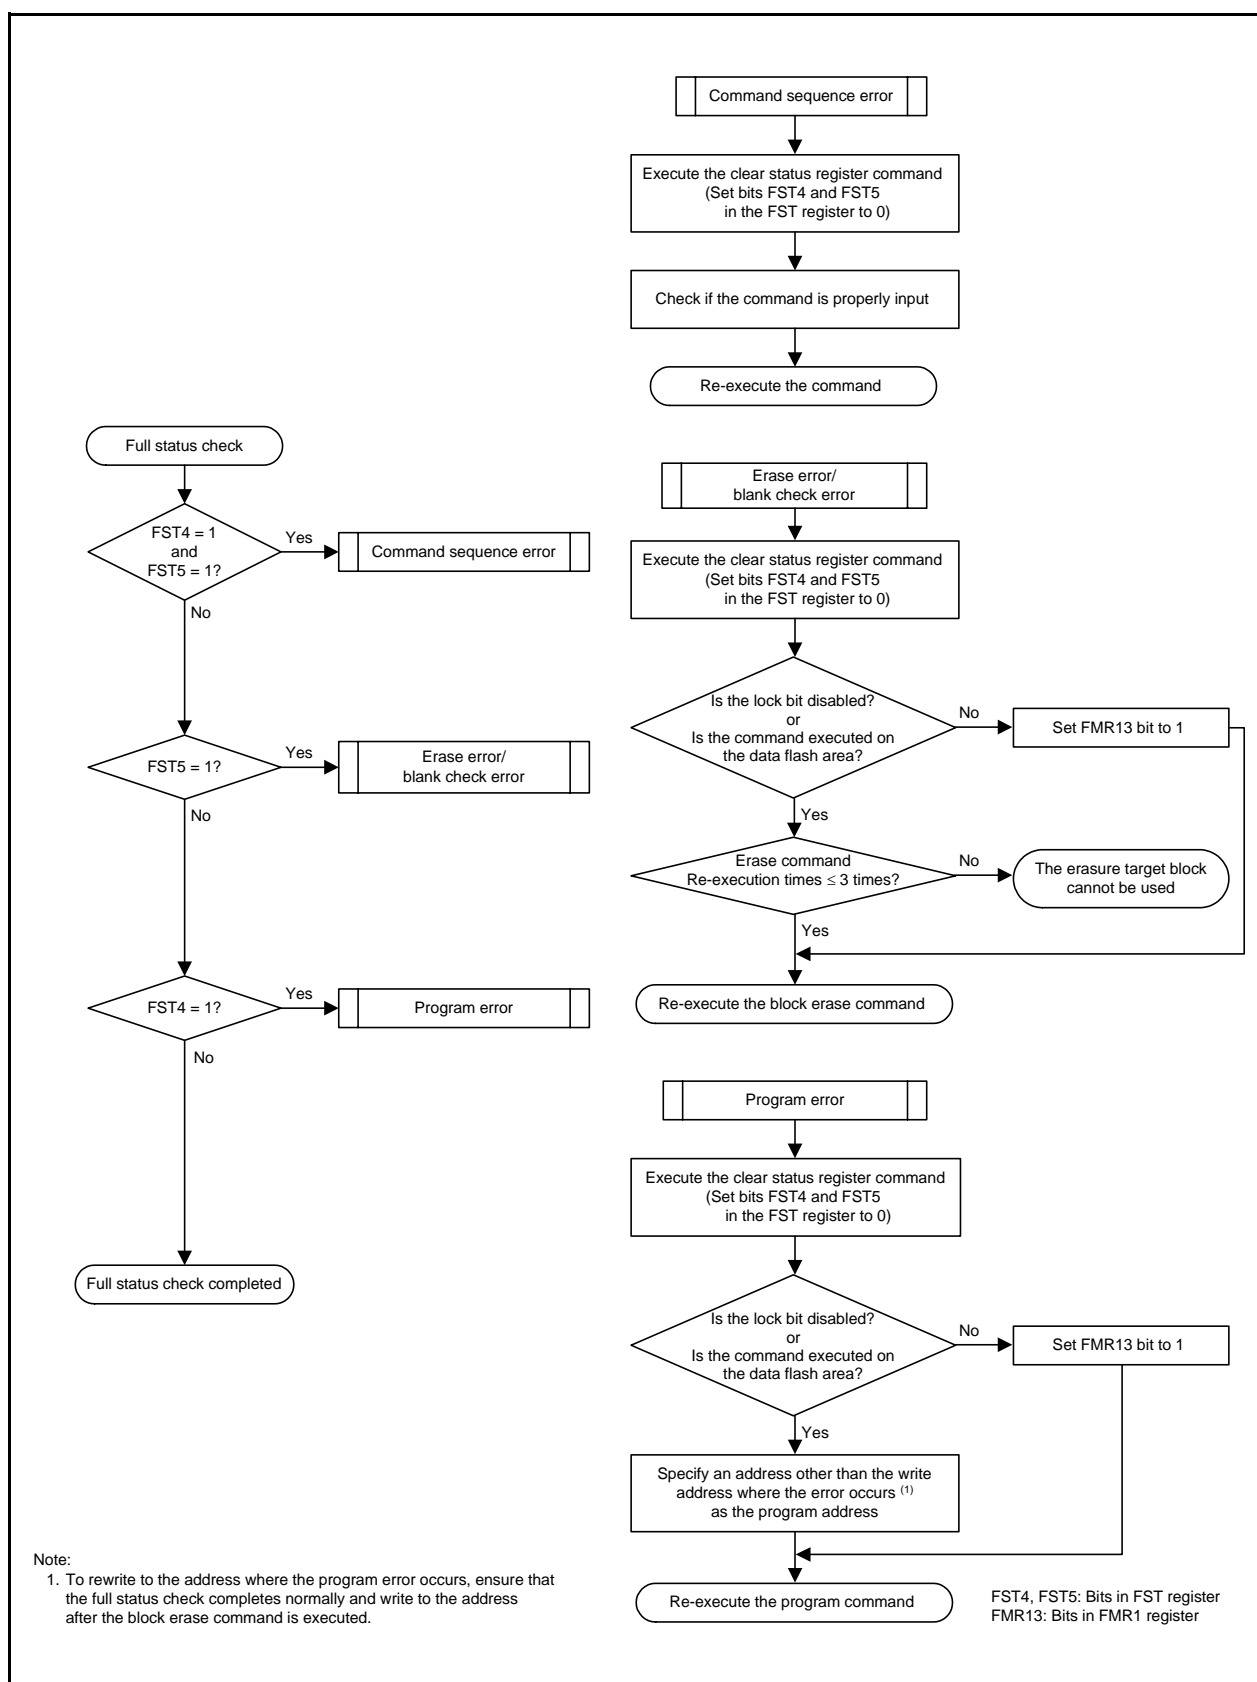 Command sequence error
Execute the clear status register command
(Set bits FST4 and FST5
in the FST register to 0)
Check if the command is properly input
Re-execute the command
Full status check
FST4 = 1
and
FST5 = 1?
Yes
Command sequence error
No
FST5 = 1?
Yes
Erase error/
blank check error
No
FST4 = 1?
Yes
Program error
No
Full status check completed
Erase error/
blank check error
Execute the clear status register command
(Set bits FST4 and FST5
in the FST register to 0)
Is the lock bit disabled?
or
Is the command executed on
the data flash area?
No
Set FMR13 bit to 1
Yes
Erase command
Re-execution times ≤ 3 times?
No
The erasure target block
cannot be used
Yes
Re-execute the block erase command
Program error
Execute the clear status register command
(Set bits FST4 and FST5
in the FST register to 0)
Is the lock bit disabled?
or
Is the command executed on
the data flash area?
No
Set FMR13 bit to 1
Yes
Specify an address other than the write
address where the error occurs (1)
as the program address
Re-execute the program command
Note:
1. To rewrite to the address where the program error occurs, ensure that
the full status check completes normally and write to the address
after the block erase command is executed.
FST4, FST5: Bits in FST register
FMR13: Bits in FMR1 register